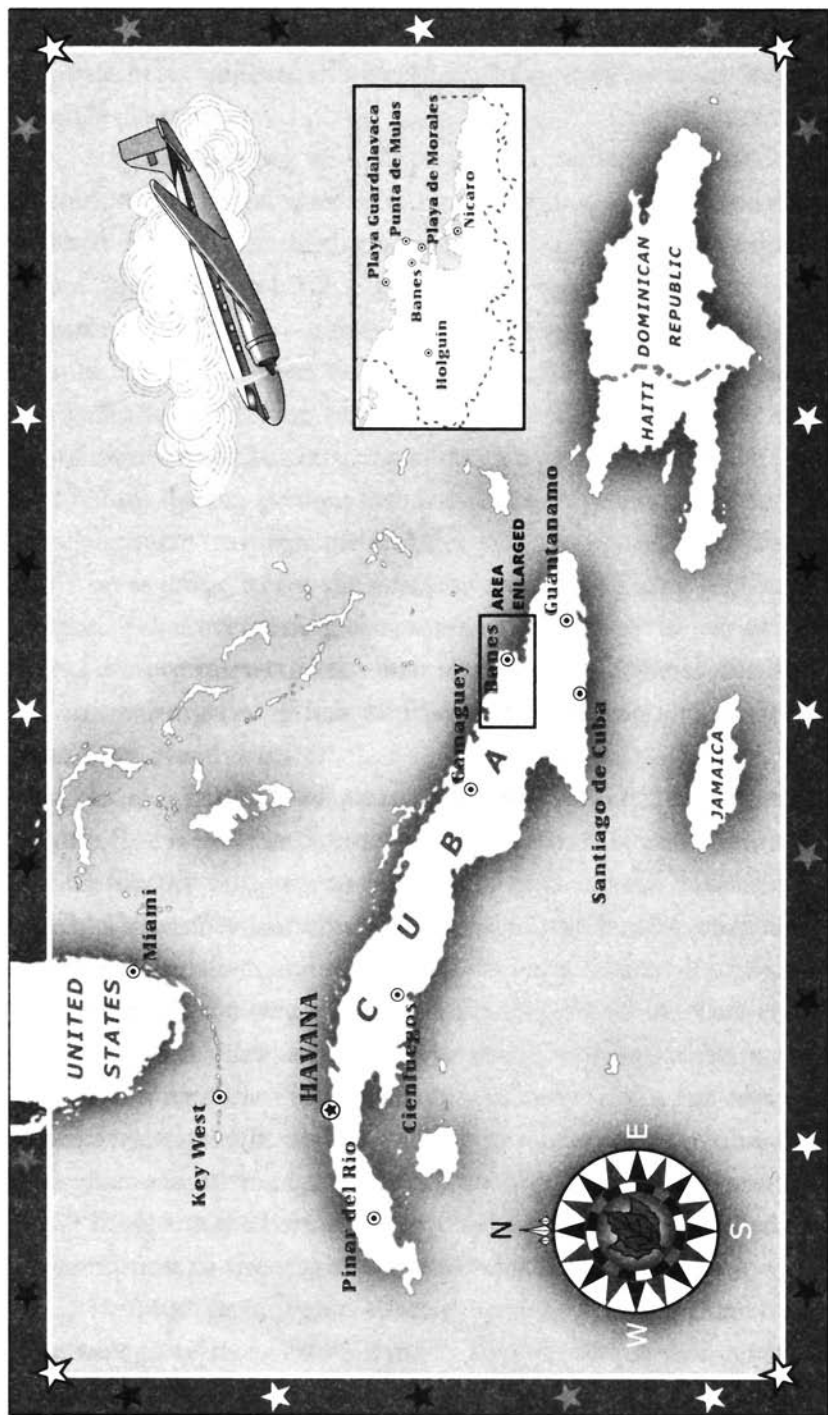 UNITED
STATES
Miami
Key West
HAVANA
Pinar del Rio
Cienfuegos
CUBA
Camaguey
Banes
AREA
ENLARGED
Guantanamo
Santiago de Cuba
JAMAICA
HAITI
DOMINICAN
REPUBLIC
Playa Guardalavaca
Punta de Mulas
Banes
Playa de Morales
Holguin
Nicaro
N
W
E
S